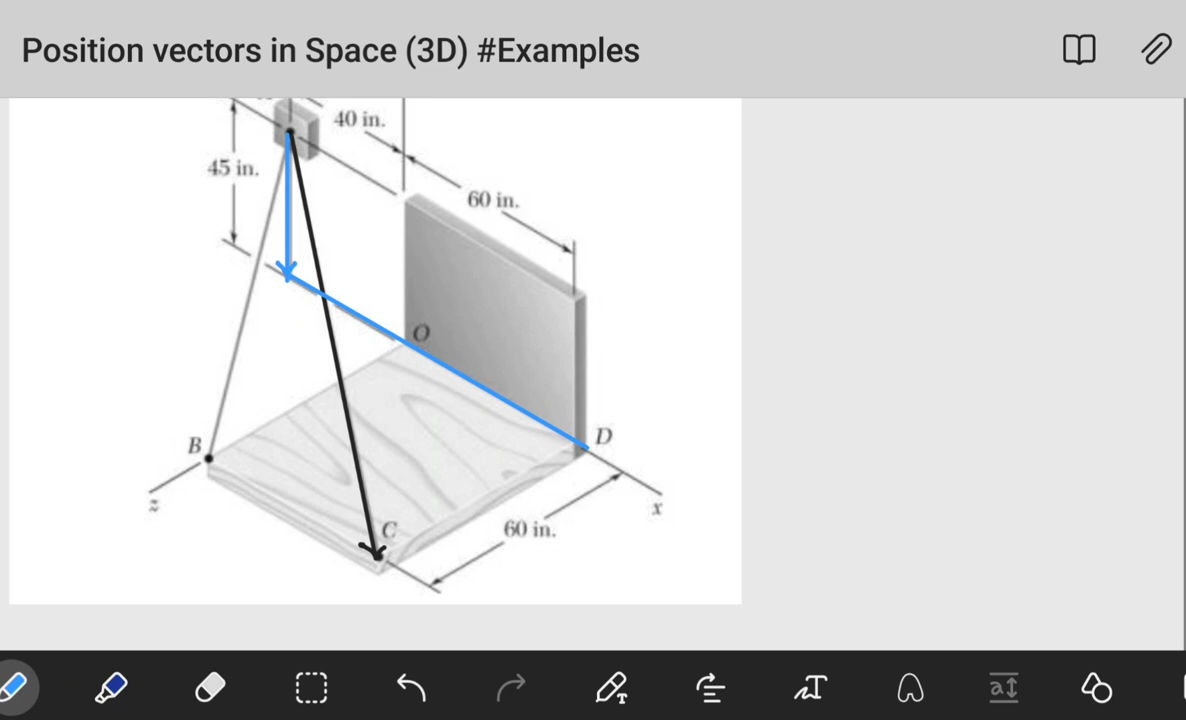 Position vectors in Space (3D) #Examples
40 in.
45 in.
60 in.
O
B
D
z
x
C
60 in.
T
T
a